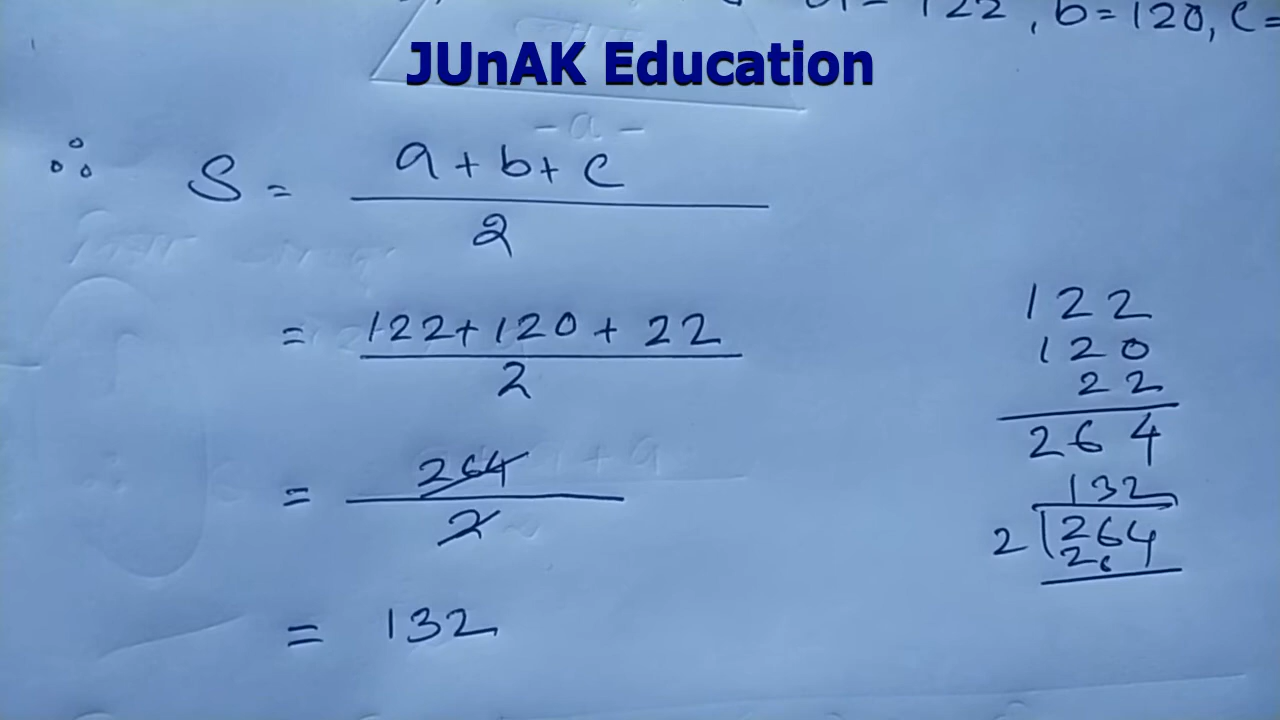 a = 122, b = 120, c =
JUnAK Education
- a -
∴ S = a + b + c
2
= 122 + 120 + 22
2
= 264
2
= 132
122
120
22
264
132
2 264
264